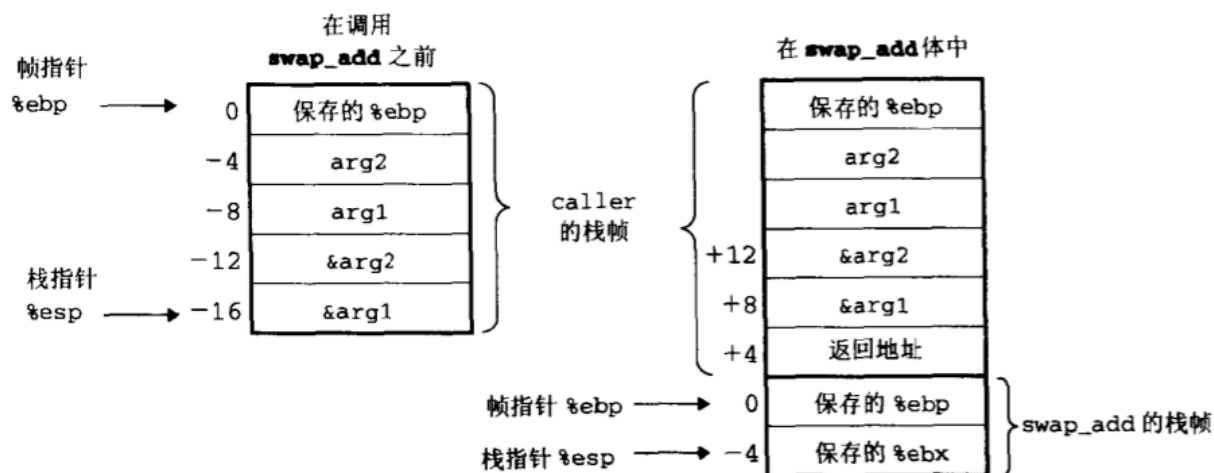 在调用
swap_add 之前
帧指针
%ebp
0 保存的 %ebp
-4 arg2
-8 arg1
-12 &arg2
栈指针
%esp
-16 &arg1
caller
的栈帧
在 swap_add 体中
保存的 %ebp
arg2
arg1
+12 &arg2
+8 &arg1
+4 返回地址
帧指针 %ebp 0 保存的 %ebp
栈指针 %esp -4 保存的 %ebx
swap_add 的栈帧